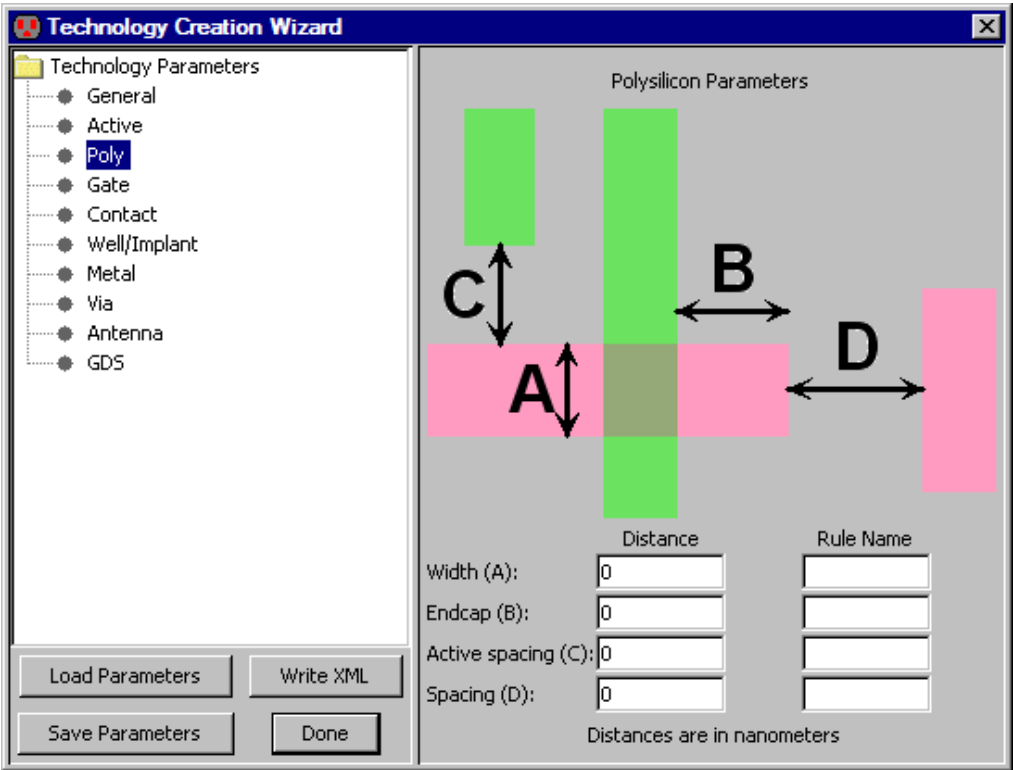 Technology Creation Wizard
Technology Parameters
General
Active
Poly
Gate
Contact
Well/Implant
Metal
Via
Antenna
GDS
Load Parameters
Write XML
Save Parameters
Done
Polysilicon Parameters
C
B
A
D
Distance
Rule Name
Width (A):
0
Endcap (B):
0
Active spacing (C):
0
Spacing (D):
0
Distances are in nanometers